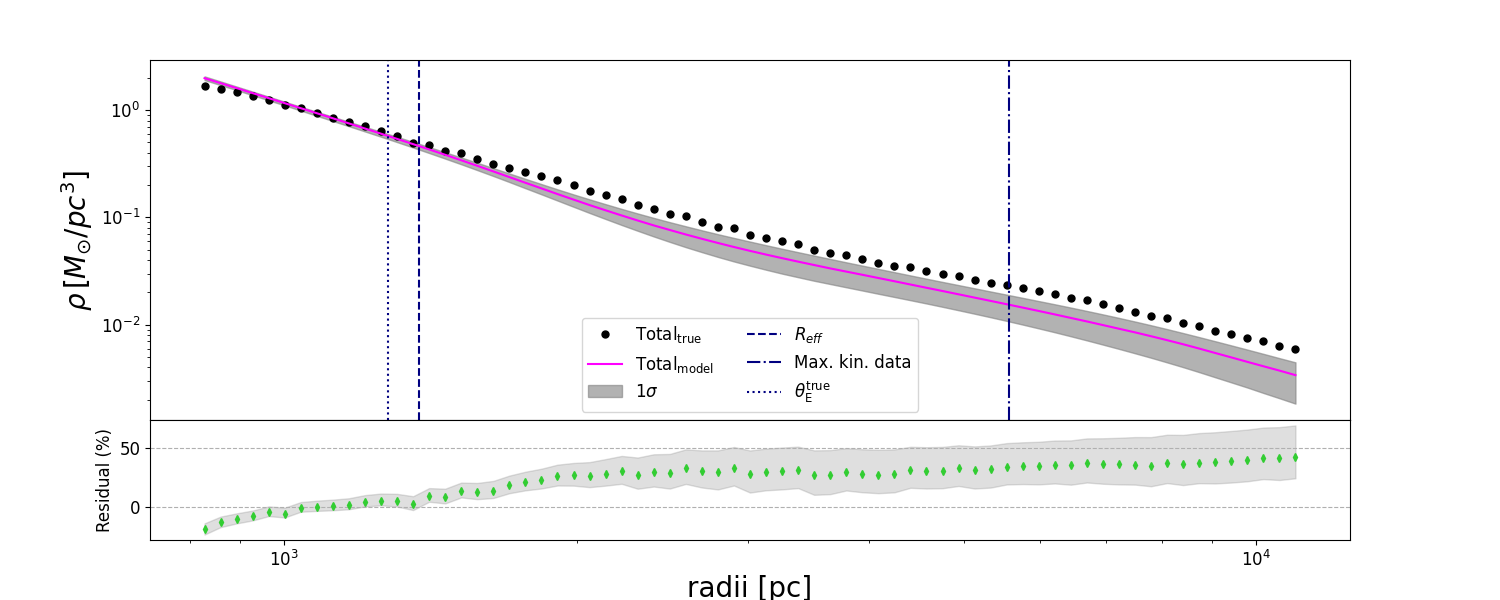 ρ [M⊙/pc³]
10⁰
10⁻¹
10⁻²
Total_true
Total_model
1σ
R_eff
Max. kin. data
θ_E^true
Residual (%)
50
0
10³
10⁴
radii [pc]